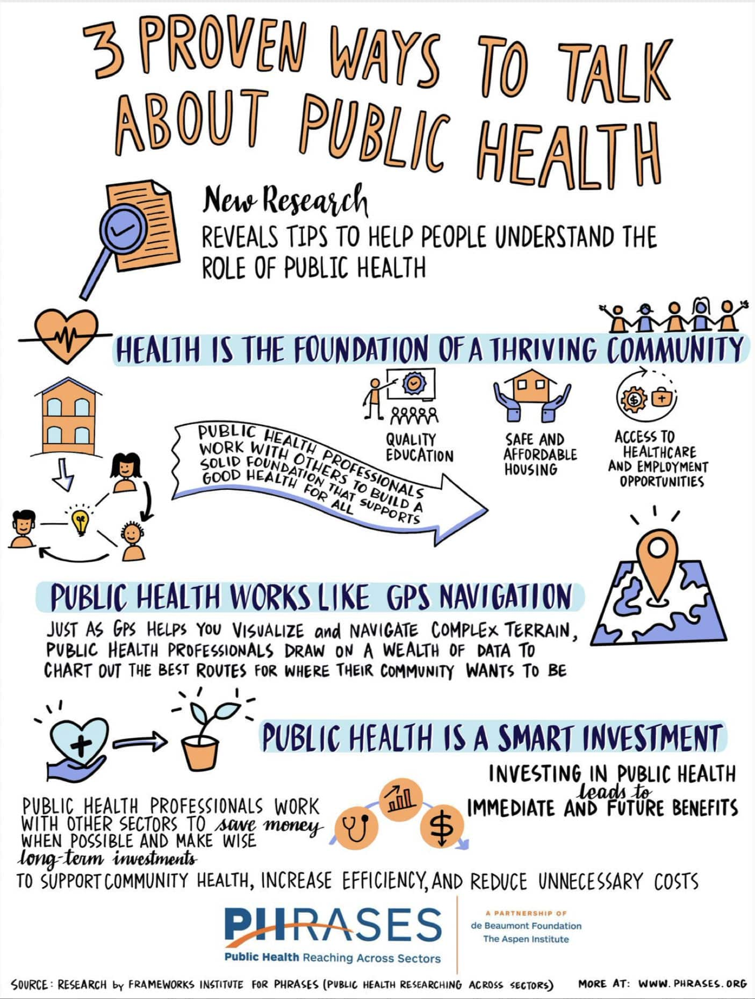 3 PROVEN WAYS TO TALK
ABOUT PUBLIC HEALTH
New Research
REVEALS TIPS TO HELP PEOPLE UNDERSTAND THE
ROLE OF PUBLIC HEALTH
HEALTH IS THE FOUNDATION OF A THRIVING COMMUNITY
PUBLIC HEALTH PROFESSIONALS
WORK WITH OTHERS TO BUILD A
SOLID FOUNDATION THAT SUPPORTS
GOOD HEALTH FOR ALL
QUALITY
EDUCATION
SAFE AND
AFFORDABLE
HOUSING
$
ACCESS TO
HEALTHCARE
AND EMPLOYMENT
OPPORTUNITIES
PUBLIC HEALTH WORKS LIKE GPS NAVIGATION
JUST AS GPS HELPS YOU VISUALIZE and NAVIGATE COMPLEX TERRAIN,
PUBLIC HEALTH PROFESSIONALS DRAW ON A WEALTH OF DATA TO
CHART OUT THE BEST ROUTES FOR WHERE THEIR COMMUNITY WANTS TO BE
PUBLIC HEALTH IS A SMART INVESTMENT
INVESTING IN PUBLIC HEALTH
leads to
IMMEDIATE AND FUTURE BENEFITS
$
PUBLIC HEALTH PROFESSIONALS WORK
WITH OTHER SECTORS TO save money
WHEN POSSIBLE AND MAKE WISE
long-term investments
TO SUPPORT COMMUNITY HEALTH, INCREASE EFFICIENCY, AND REDUCE UNNECESSARY COSTS
PHRASES
Public Health Reaching Across Sectors
A PARTNERSHIP OF
de Beaumont Foundation
The Aspen Institute
SOURCE: RESEARCH by FRAMEWORKS INSTITUTE FOR PHRASES (PUBLIC HEALTH RESEARCHING ACROSS SECTORS) MORE AT: WWW.PHRASES.ORG